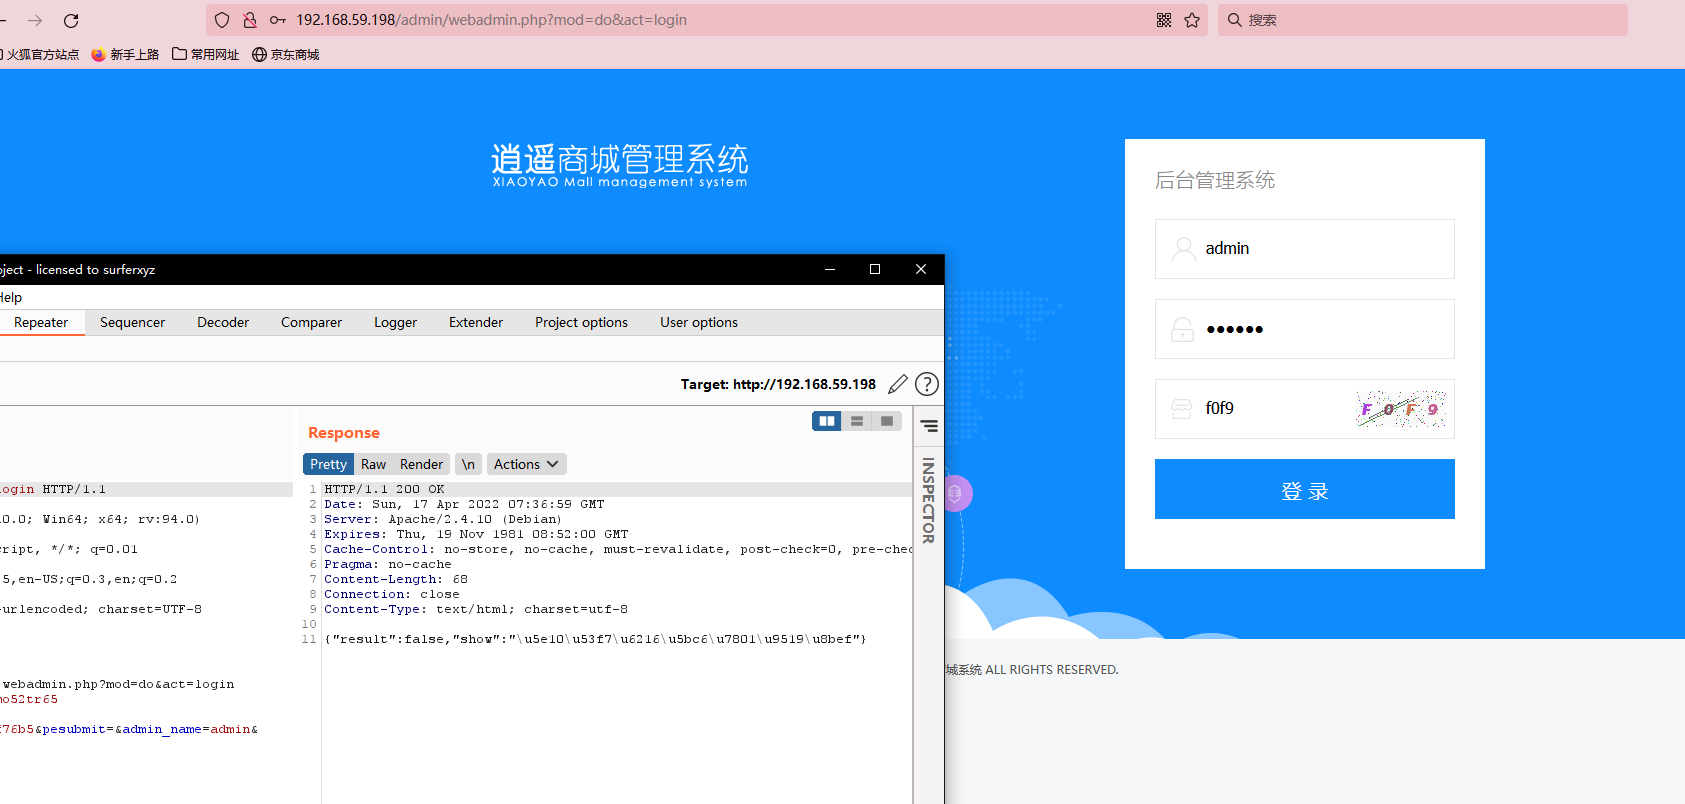 192.168.59.198/admin/webadmin.php?mod=do&act=login
搜索
火狐官方站点
新手上路
常用网址
京东商城
逍遥商城管理系统
XIAOYAO Mall management system
后台管理系统
admin
••••••
f0f9
F 0 F 9
登 录
oject - licensed to surferxyz
Help
Repeater Sequencer Decoder Comparer Logger Extender Project options User options
Target: http://192.168.59.198
Response
Pretty Raw Render \n Actions
INSPECTOR
login HTTP/1.1
10.0; Win64; x64; rv:94.0)
cript, */*; q=0.01
5,en-US;q=0.3,en;q=0.2
-urlencoded; charset=UTF-8
webadmin.php?mod=do&act=login
mo52tr65
f76b5&pesubmit=&admin_name=admin&
1 HTTP/1.1 200 OK
2 Date: Sun, 17 Apr 2022 07:36:59 GMT
3 Server: Apache/2.4.10 (Debian)
4 Expires: Thu, 19 Nov 1981 08:52:00 GMT
5 Cache-Control: no-store, no-cache, must-revalidate, post-check=0, pre-chec
6 Pragma: no-cache
7 Content-Length: 68
8 Connection: close
9 Content-Type: text/html; charset=utf-8
10
11 {"result":false,"show":"\u5e10\u53f7\u6216\u5bc6\u7801\u9519\u8bef"}
城系统 ALL RIGHTS RESERVED.